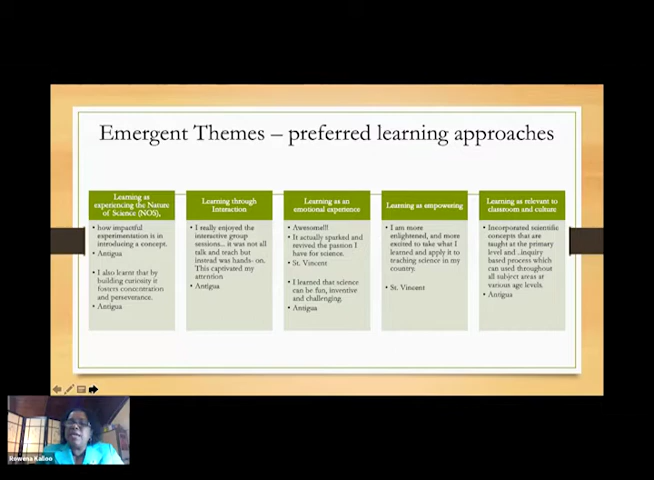 Emergent Themes – preferred learning approaches
Learning as
experiencing the Nature
of Science (NOS),
• how impactful
experimentation is in
introducing a concept.
• Antigua
• I also learnt that by
building curiosity it
fosters concentration
and perseverance.
• Antigua
Learning through
Interaction
• I really enjoyed the
interactive group
sessions... it was not all
talk and teach but
instead was hands- on.
This captivated my
attention
• Antigua
Learning as an
emotional experience
• Awesome!!!
• It actually sparked and
revived the passion I
have for science.
• St. Vincent
• I learned that science
can be fun, inventive
and challenging.
• Antigua
Learning as empowering
• I am more
enlightened, and more
excited to take what I
learned and apply it to
teaching science in my
country.
• St. Vincent
Learning as relevant to
classroom and culture
• Incorporated scientific
concepts that are
taught at the primary
level and ..inquiry
based process which
can used throughout
all subject areas at
various age levels.
• Antigua
Rowena Kalloo